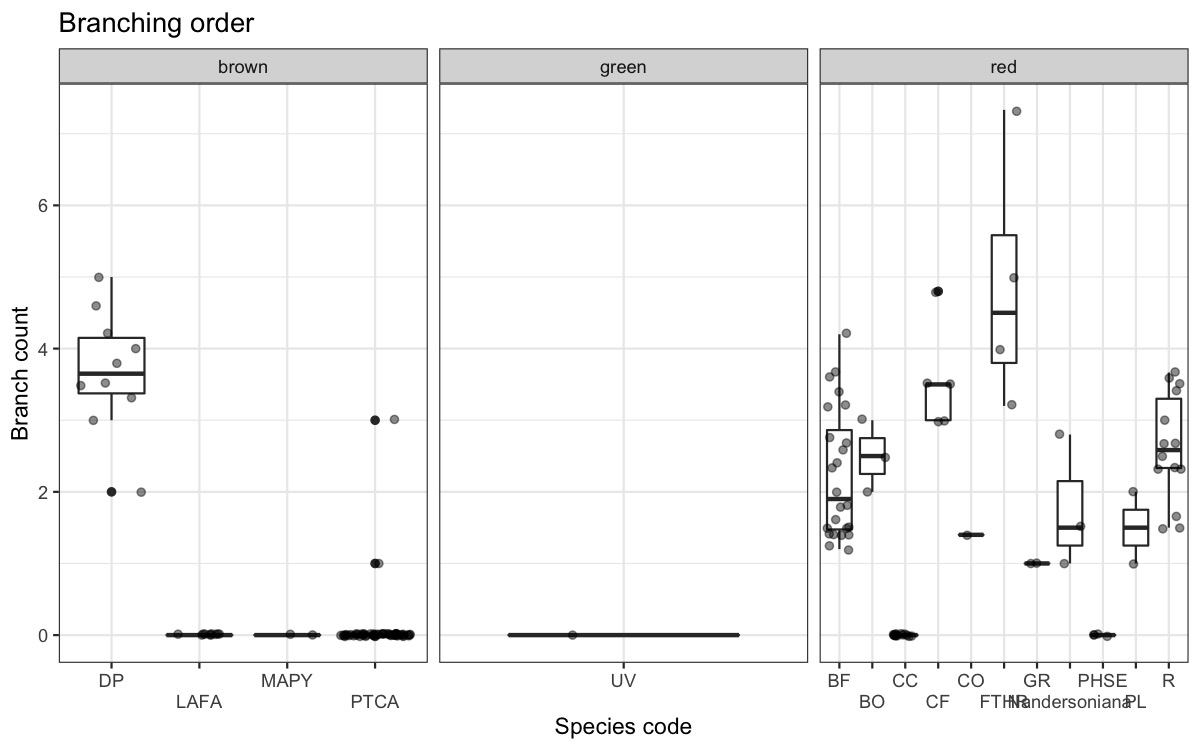 Branching order
brown
green
red
Branch count
6
4
2
0
DP
LAFA
MAPY
PTCA
UV
BF
BO
CC
CF
CO
FTHR
GR
PHSE
PL
R
Species code